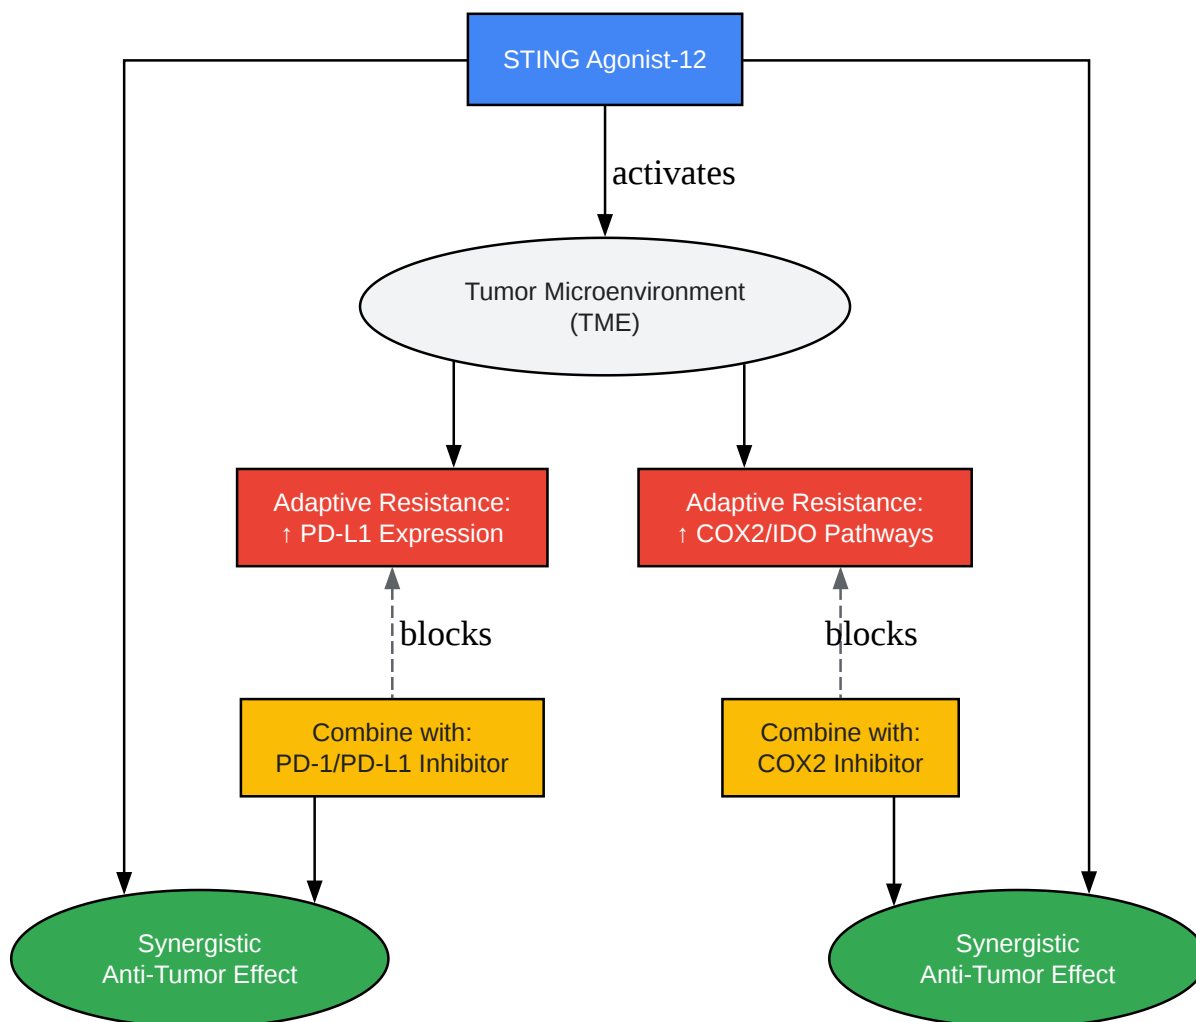 STING Agonist-12
activates
Tumor Microenvironment
(TME)
Adaptive Resistance:
↑ PD-L1 Expression
Adaptive Resistance:
↑ COX2/IDO Pathways
blocks
blocks
Combine with:
PD-1/PD-L1 Inhibitor
Combine with:
COX2 Inhibitor
Synergistic
Anti-Tumor Effect
Synergistic
Anti-Tumor Effect